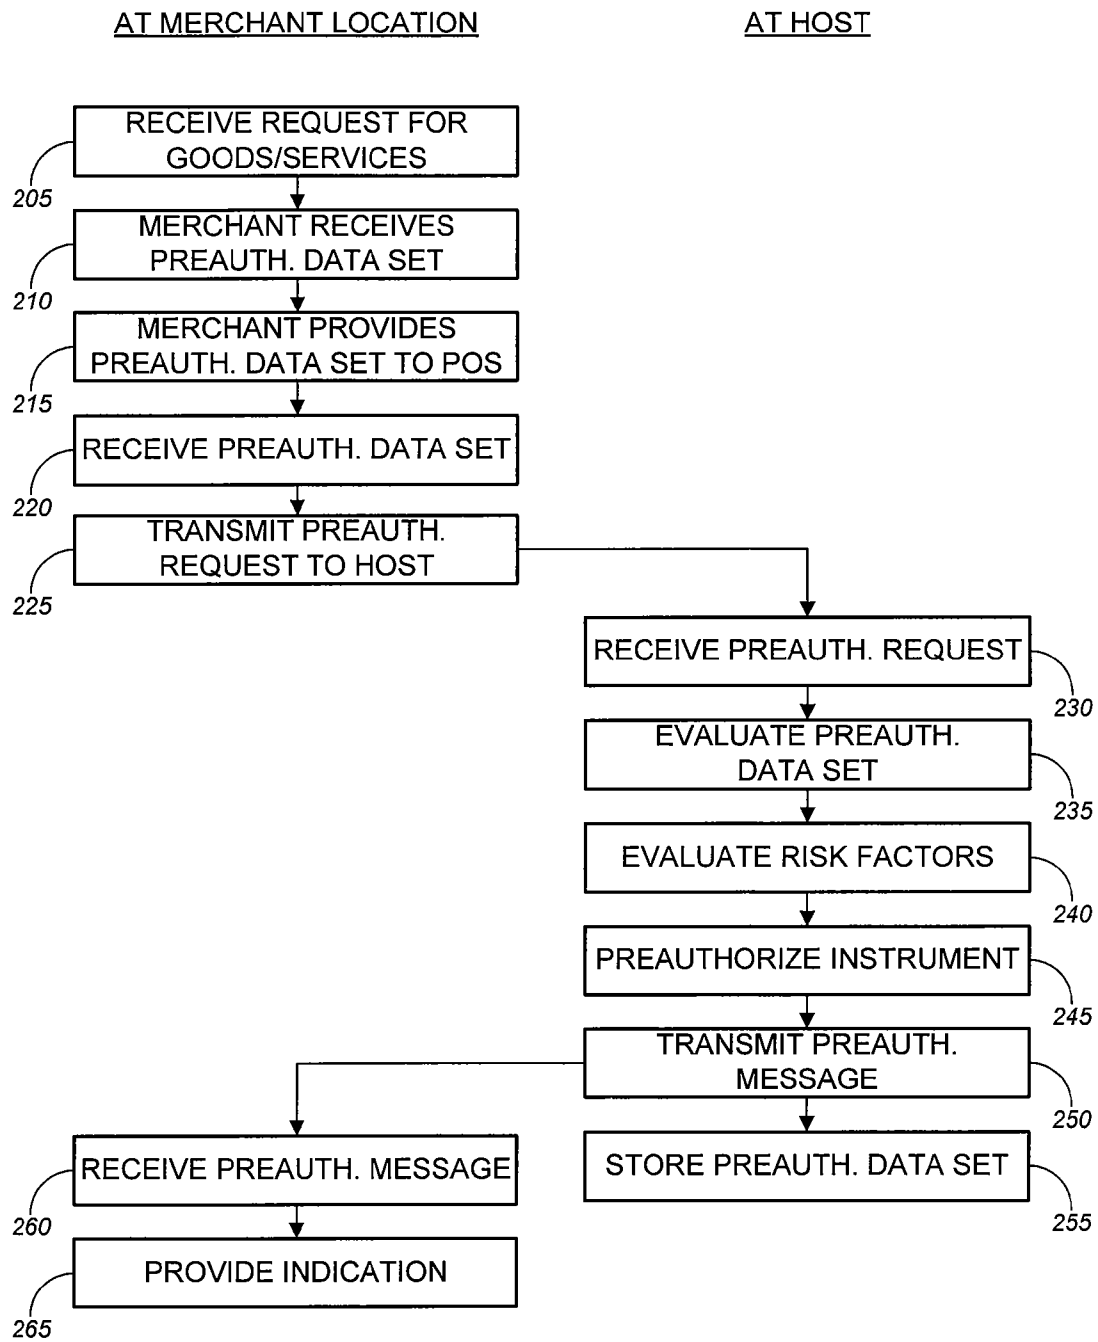 AT MERCHANT LOCATION
AT HOST
RECEIVE REQUEST FOR
GOODS/SERVICES
205
MERCHANT RECEIVES
PREAUTH. DATA SET
210
MERCHANT PROVIDES
PREAUTH. DATA SET TO POS
215
RECEIVE PREAUTH. DATA SET
220
TRANSMIT PREAUTH.
REQUEST TO HOST
225
RECEIVE PREAUTH. REQUEST
230
EVALUATE PREAUTH.
DATA SET
235
EVALUATE RISK FACTORS
240
PREAUTHORIZE INSTRUMENT
245
TRANSMIT PREAUTH.
MESSAGE
250
STORE PREAUTH. DATA SET
255
RECEIVE PREAUTH. MESSAGE
260
PROVIDE INDICATION
265